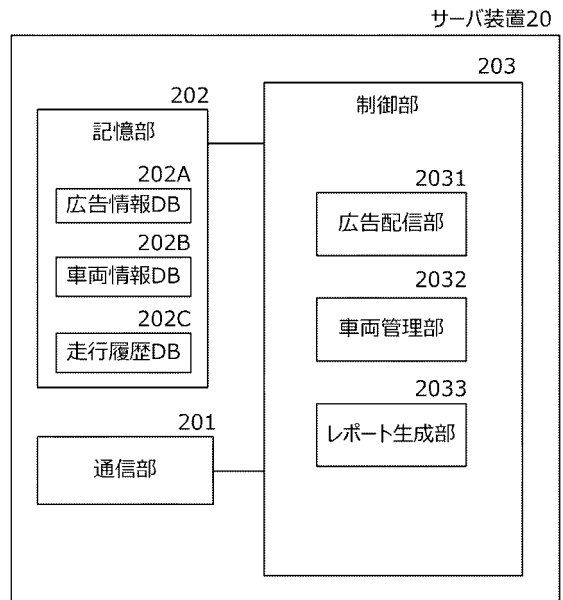 サーバ装置20
203
制御部
202
記憶部
202A
広告情報DB
202B
車両情報DB
202C
走行履歴DB
201
通信部
2031
広告配信部
2032
車両管理部
2033
レポート生成部